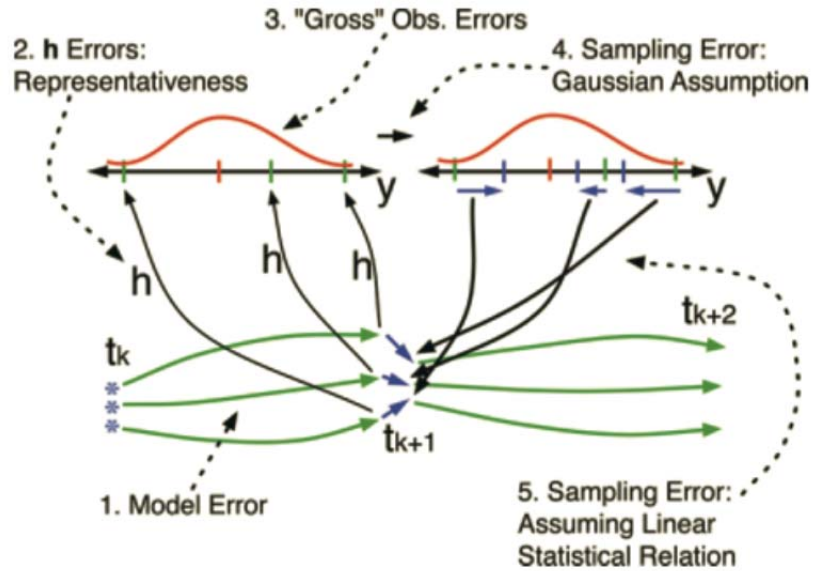 3. "Gross" Obs. Errors
2. h Errors:
Representativeness
4. Sampling Error:
Gaussian Assumption
y
y
h
h
h
tk
tk+2
tk+1
1. Model Error
5. Sampling Error:
Assuming Linear
Statistical Relation